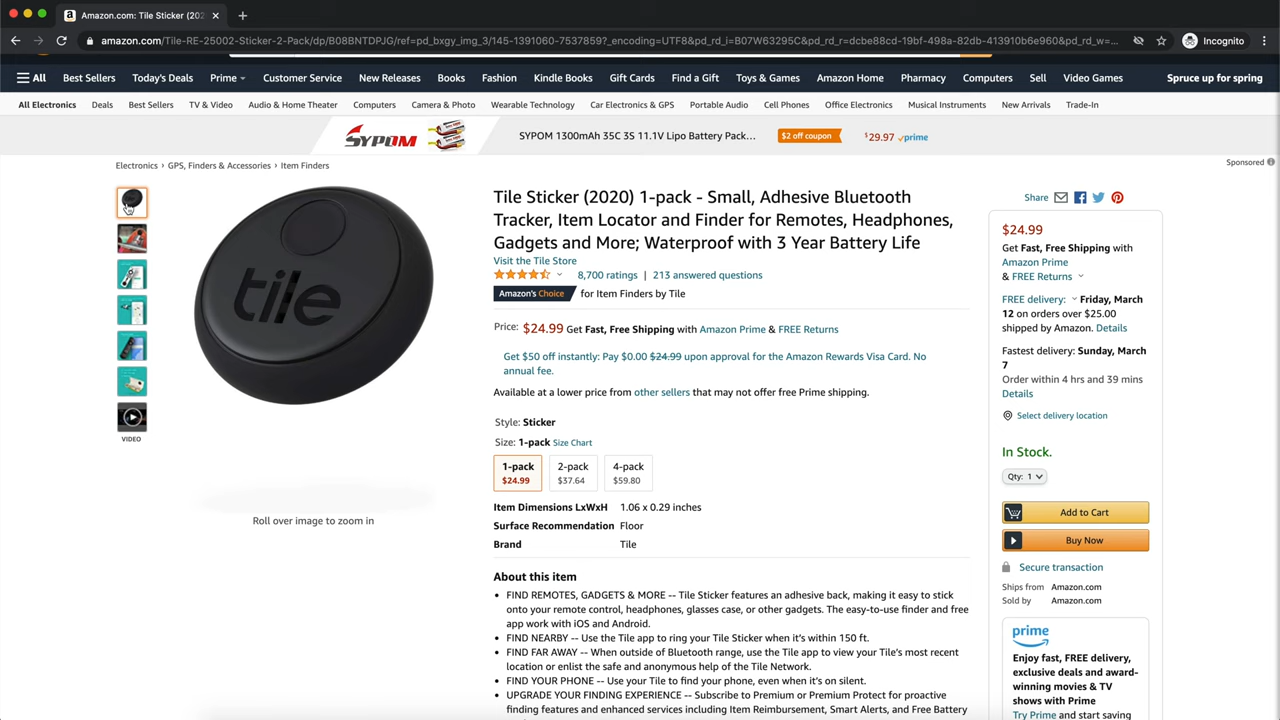 Amazon.com: Tile Sticker (202
amazon.com/Tile-RE-25002-Sticker-2-Pack/dp/B08BNTDPJG/ref=pd_bxgy_img_3/145-1391060-7537859?_encoding=UTF8&pd_rd_i=B07W63295C&pd_rd_r=dcbe88cd-19bf-498a-82db-413910b6e960&pd_rd_w=...
Incognito
All Best Sellers Today's Deals Prime Customer Service New Releases Books Fashion Kindle Books Gift Cards Find a Gift Toys & Games Amazon Home Pharmacy Computers Sell Video Games Spruce up for spring
All Electronics Deals Best Sellers TV & Video Audio & Home Theater Computers Camera & Photo Wearable Technology Car Electronics & GPS Portable Audio Cell Phones Office Electronics Musical Instruments New Arrivals Trade-In
SYPOM SYPOM 1300mAh 35C 3S 11.1V Lipo Battery Pack... $2 off coupon $29.97 prime
Sponsored
Electronics › GPS, Finders & Accessories › Item Finders
tile
VIDEO
Roll over image to zoom in
Tile Sticker (2020) 1-pack - Small, Adhesive Bluetooth
Tracker, Item Locator and Finder for Remotes, Headphones,
Gadgets and More; Waterproof with 3 Year Battery Life
Visit the Tile Store
8,700 ratings | 213 answered questions
Amazon's Choice for Item Finders by Tile
Price: $24.99 Get Fast, Free Shipping with Amazon Prime & FREE Returns
Get $50 off instantly: Pay $0.00 $24.99 upon approval for the Amazon Rewards Visa Card. No
annual fee.
Available at a lower price from other sellers that may not offer free Prime shipping.
Style: Sticker
Size: 1-pack Size Chart
1-pack 2-pack 4-pack
$24.99 $37.64 $59.80
Item Dimensions LxWxH 1.06 x 0.29 inches
Surface Recommendation Floor
Brand Tile
About this item
• FIND REMOTES, GADGETS & MORE -- Tile Sticker features an adhesive back, making it easy to stick
onto your remote control, headphones, glasses case, or other gadgets. The easy-to-use finder and free
app work with iOS and Android.
• FIND NEARBY -- Use the Tile app to ring your Tile Sticker when it's within 150 ft.
• FIND FAR AWAY -- When outside of Bluetooth range, use the Tile app to view your Tile's most recent
location or enlist the safe and anonymous help of the Tile Network.
• FIND YOUR PHONE -- Use your Tile to find your phone, even when it's on silent.
• UPGRADE YOUR FINDING EXPERIENCE -- Subscribe to Premium or Premium Protect for proactive
finding features and enhanced services including Item Reimbursement, Smart Alerts, and Free Battery
Share
$24.99
Get Fast, Free Shipping with
Amazon Prime
& FREE Returns
FREE delivery: Friday, March
12 on orders over $25.00
shipped by Amazon. Details
Fastest delivery: Sunday, March
7
Order within 4 hrs and 39 mins
Details
Select delivery location
In Stock.
Qty: 1
Add to Cart
Buy Now
Secure transaction
Ships from Amazon.com
Sold by Amazon.com
prime
Enjoy fast, FREE delivery,
exclusive deals and award-
winning movies & TV
shows with Prime
Try Prime and start saving